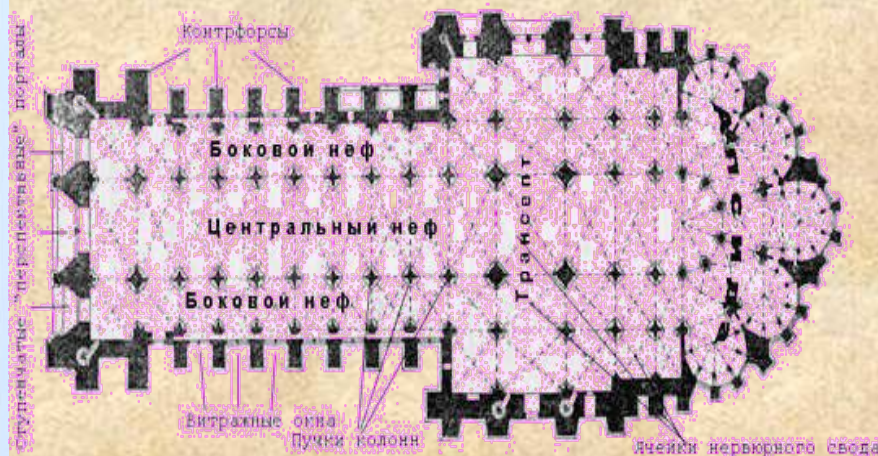 Ступенчатые "перспективные" порталы
Контрфорсы
Боковой неф
Центральный неф
Боковой неф
Трансепт
Витражные окна
Пучки колонн
Ячейки нервюрного свода